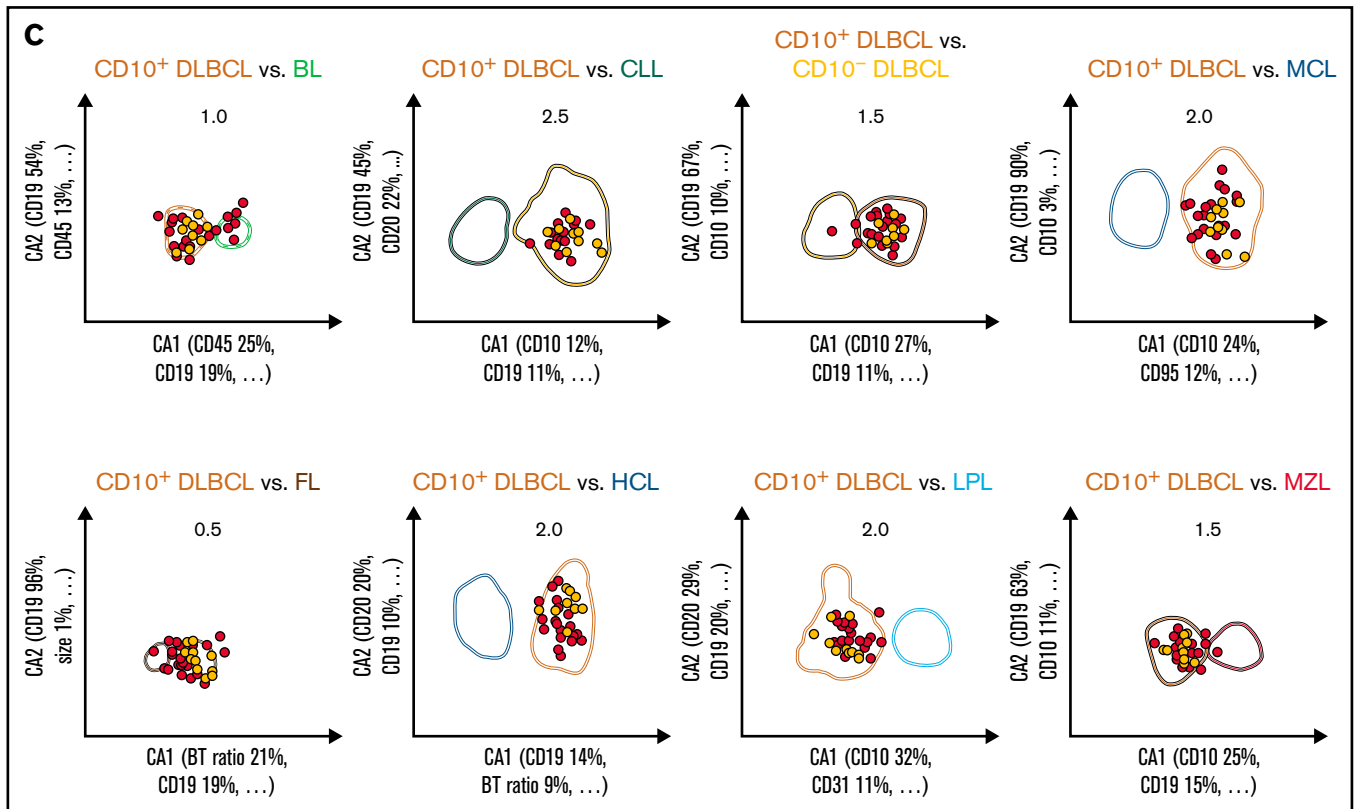 C
CD10⁺ DLBCL vs. BL
1.0
CA2 (CD19 54%,
CD45 13%, ...)
CA1 (CD45 25%,
CD19 19%, ...)
CD10⁺ DLBCL vs. CLL
2.5
CA2 (CD19 45%,
CD20 22%, ...)
CA1 (CD10 12%,
CD19 11%, ...)
CD10⁺ DLBCL vs.
CD10⁻ DLBCL
1.5
CA2 (CD19 67%,
CD10 10%, ...)
CA1 (CD10 27%,
CD19 11%, ...)
CD10⁺ DLBCL vs. MCL
2.0
CA2 (CD19 90%,
CD10 3%, ...)
CA1 (CD10 24%,
CD95 12%, ...)
CD10⁺ DLBCL vs. FL
0.5
CA2 (CD19 96%,
size 1%, ...)
CA1 (BT ratio 21%,
CD19 19%, ...)
CD10⁺ DLBCL vs. HCL
2.0
CA2 (CD20 20%,
CD19 10%, ...)
CA1 (CD19 14%,
BT ratio 9%, ...)
CD10⁺ DLBCL vs. LPL
2.0
CA2 (CD20 29%,
CD19 20%, ...)
CA1 (CD10 32%,
CD31 11%, ...)
CD10⁺ DLBCL vs. MZL
1.5
CA2 (CD19 63%,
CD10 11%, ...)
CA1 (CD10 25%,
CD19 15%, ...)